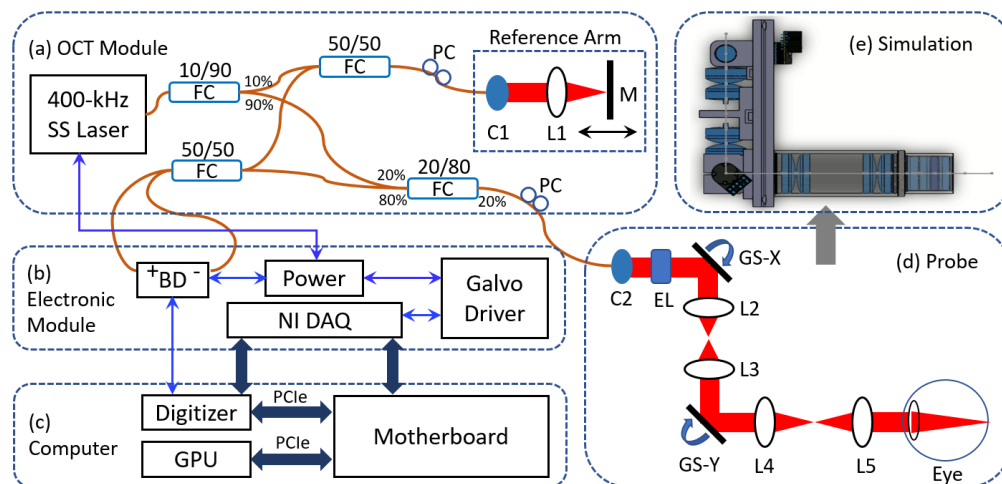 (a) OCT Module
50/50
FC
PC
Reference Arm
10/90
FC
10%
90%
400-kHz
SS Laser
C1
L1
M
50/50
FC
20%
80%
20/80
FC
20%
PC
(e) Simulation
(b)
Electronic
Module
+BD -
Power
Galvo
Driver
NI DAQ
(d) Probe
C2
EL
GS-X
L2
L3
GS-Y
L4
L5
Eye
(c)
Computer
Digitizer
PCIe
GPU
PCIe
Motherboard